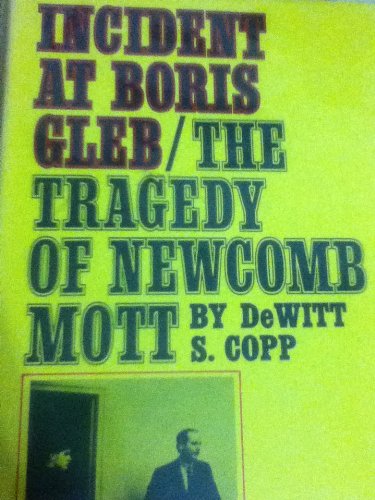 INCIDENT
AT BORIS
GLEB/THE
TRAGEDY
OF NEWCOMB
MOTT BY DeWITT
S. COPP